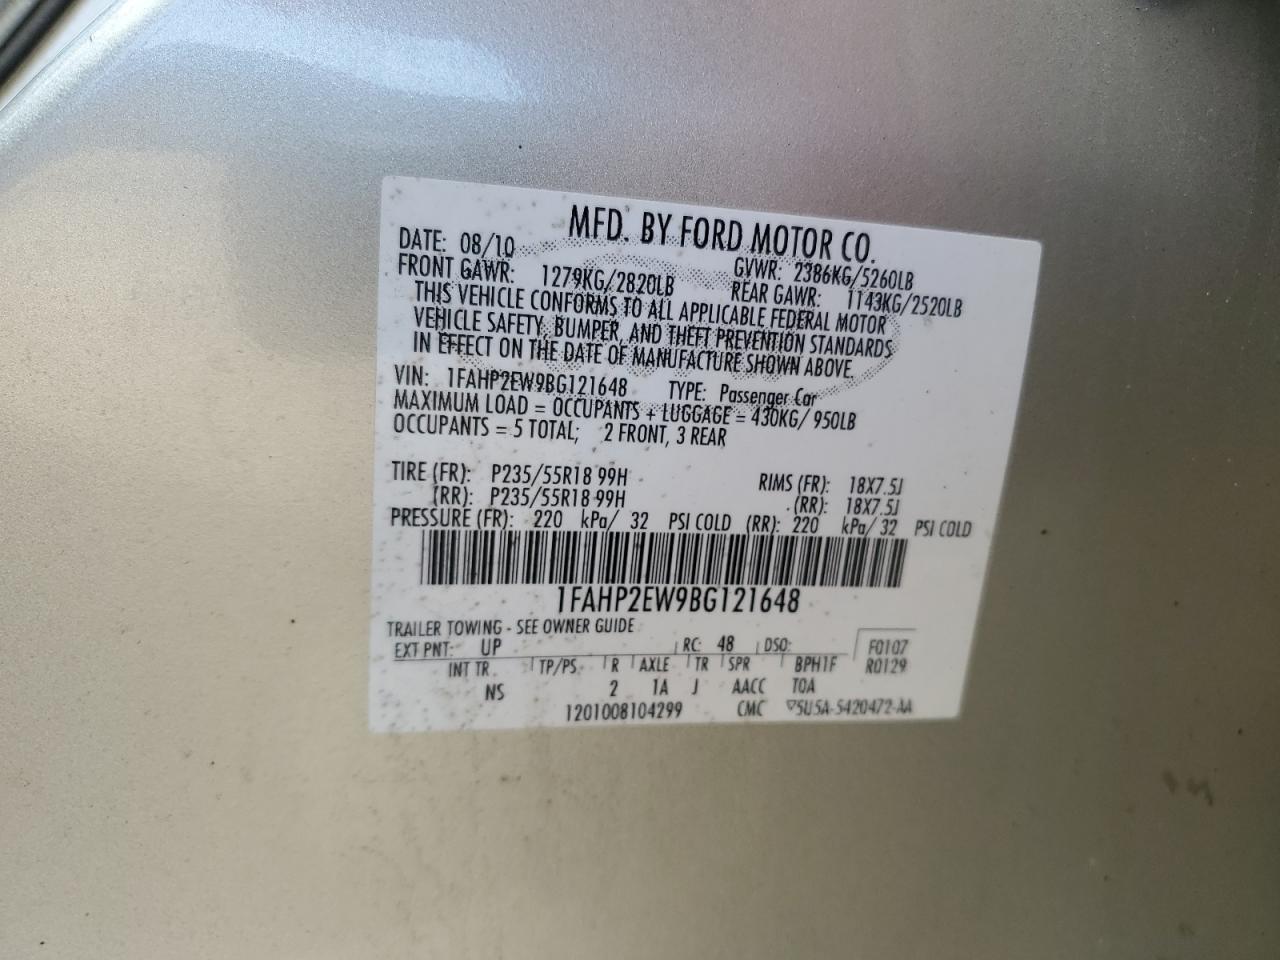 MFD. BY FORD MOTOR CO.
DATE: 08/10 GVWR: 2386KG/5260LB
FRONT GAWR: 1279KG/2820LB REAR GAWR: 1143KG/2520LB
THIS VEHICLE CONFORMS TO ALL APPLICABLE FEDERAL MOTOR
VEHICLE SAFETY, BUMPER, AND THEFT PREVENTION STANDARDS
IN EFFECT ON THE DATE OF MANUFACTURE SHOWN ABOVE.
VIN: 1FAHP2EW9BG121648 TYPE: Passenger Car
MAXIMUM LOAD = OCCUPANTS + LUGGAGE = 430KG/ 950LB
OCCUPANTS = 5 TOTAL; 2 FRONT, 3 REAR
TIRE (FR): P235/55R18 99H RIMS (FR): 18X7.5J
(RR): P235/55R18 99H (RR): 18X7.5J
PRESSURE (FR): 220 kPa/ 32 PSI COLD (RR): 220 kPa/ 32 PSI COLD
1FAHP2EW9BG121648
TRAILER TOWING - SEE OWNER GUIDE
EXT PNT: UP RC: 48 DSO: F0107
INT TR TP/PS R AXLE TR SPR BPH1F R0129
NS 2 1A J AACC TOA
1201008104299 CMC ▽5U5A-5420472-AA